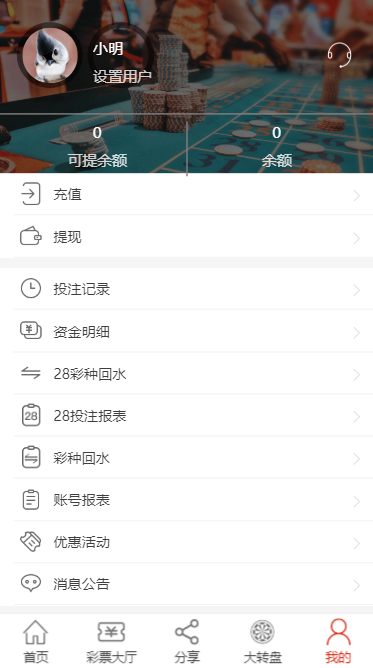 小明
设置用户
0
可提余额
0
余额
充值
提现
投注记录
资金明细
28彩种回水
28
28投注报表
彩种回水
账号报表
优惠活动
消息公告
首页
彩票大厅
分享
大转盘
我的